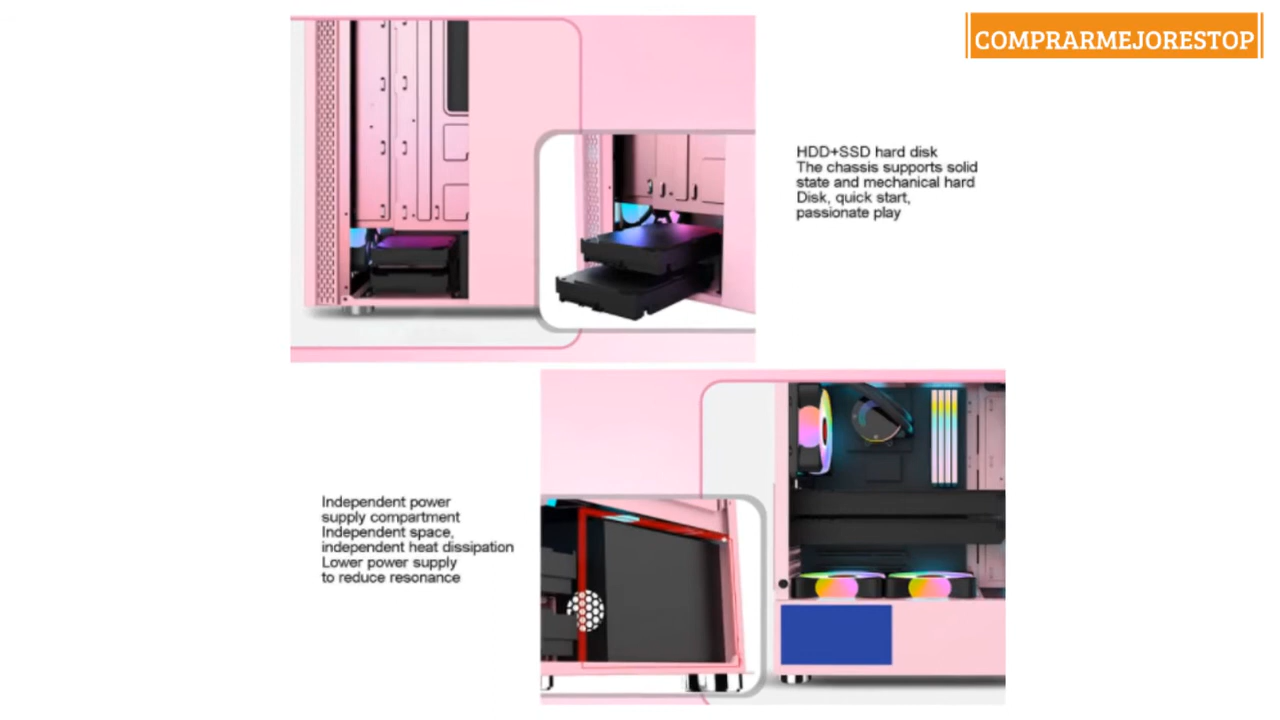 COMPRARMEJORESTOP
HDD+SSD hard disk
The chassis supports solid
state and mechanical hard
Disk, quick start,
passionate play
Independent power
supply compartment
Independent space,
independent heat dissipation
Lower power supply
to reduce resonance